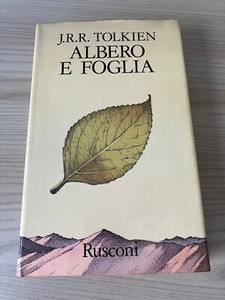 J.R.R. TOLKIEN
ALBERO
E FOGLIA
Rusconi